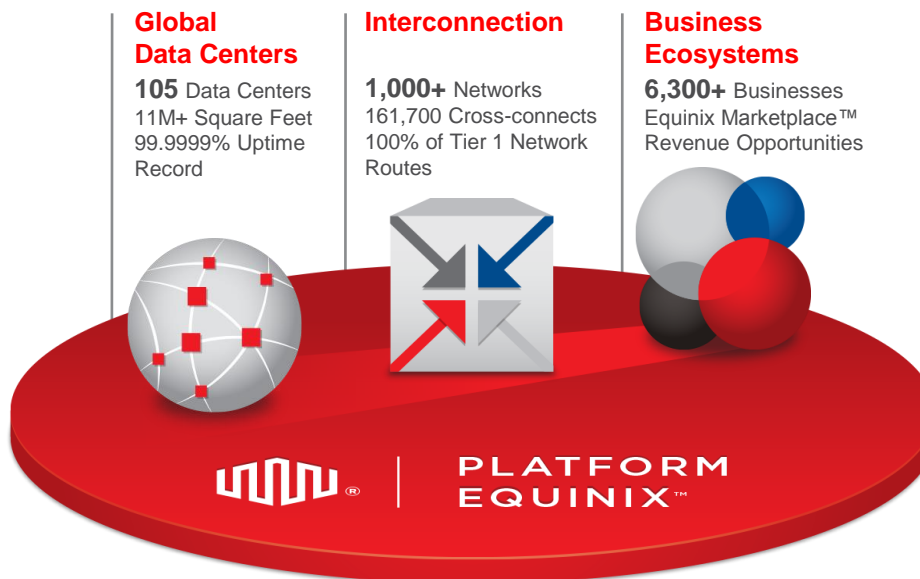 Global
Data Centers
105 Data Centers
11M+ Square Feet
99.9999% Uptime
Record
Interconnection
1,000+ Networks
161,700 Cross-connects
100% of Tier 1 Network
Routes
Business
Ecosystems
6,300+ Businesses
Equinix Marketplace™
Revenue Opportunities
®
PLATFORM
EQUINIX™